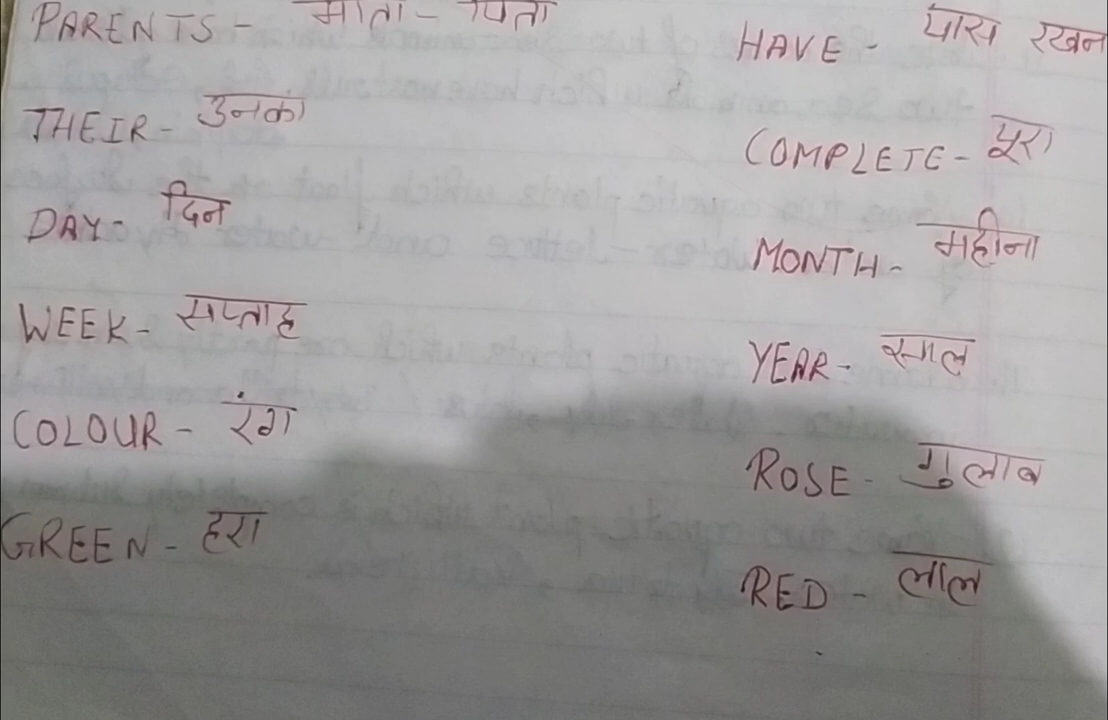 PARENTS - माता - पिता
THEIR - उनका
DAY - दिन
WEEK - सप्ताह
COLOUR - रंग
GREEN - हरा
HAVE - पास रखन
COMPLETE - पूरा
MONTH - महीना
YEAR - साल
ROSE - गुलाब
RED - लाल